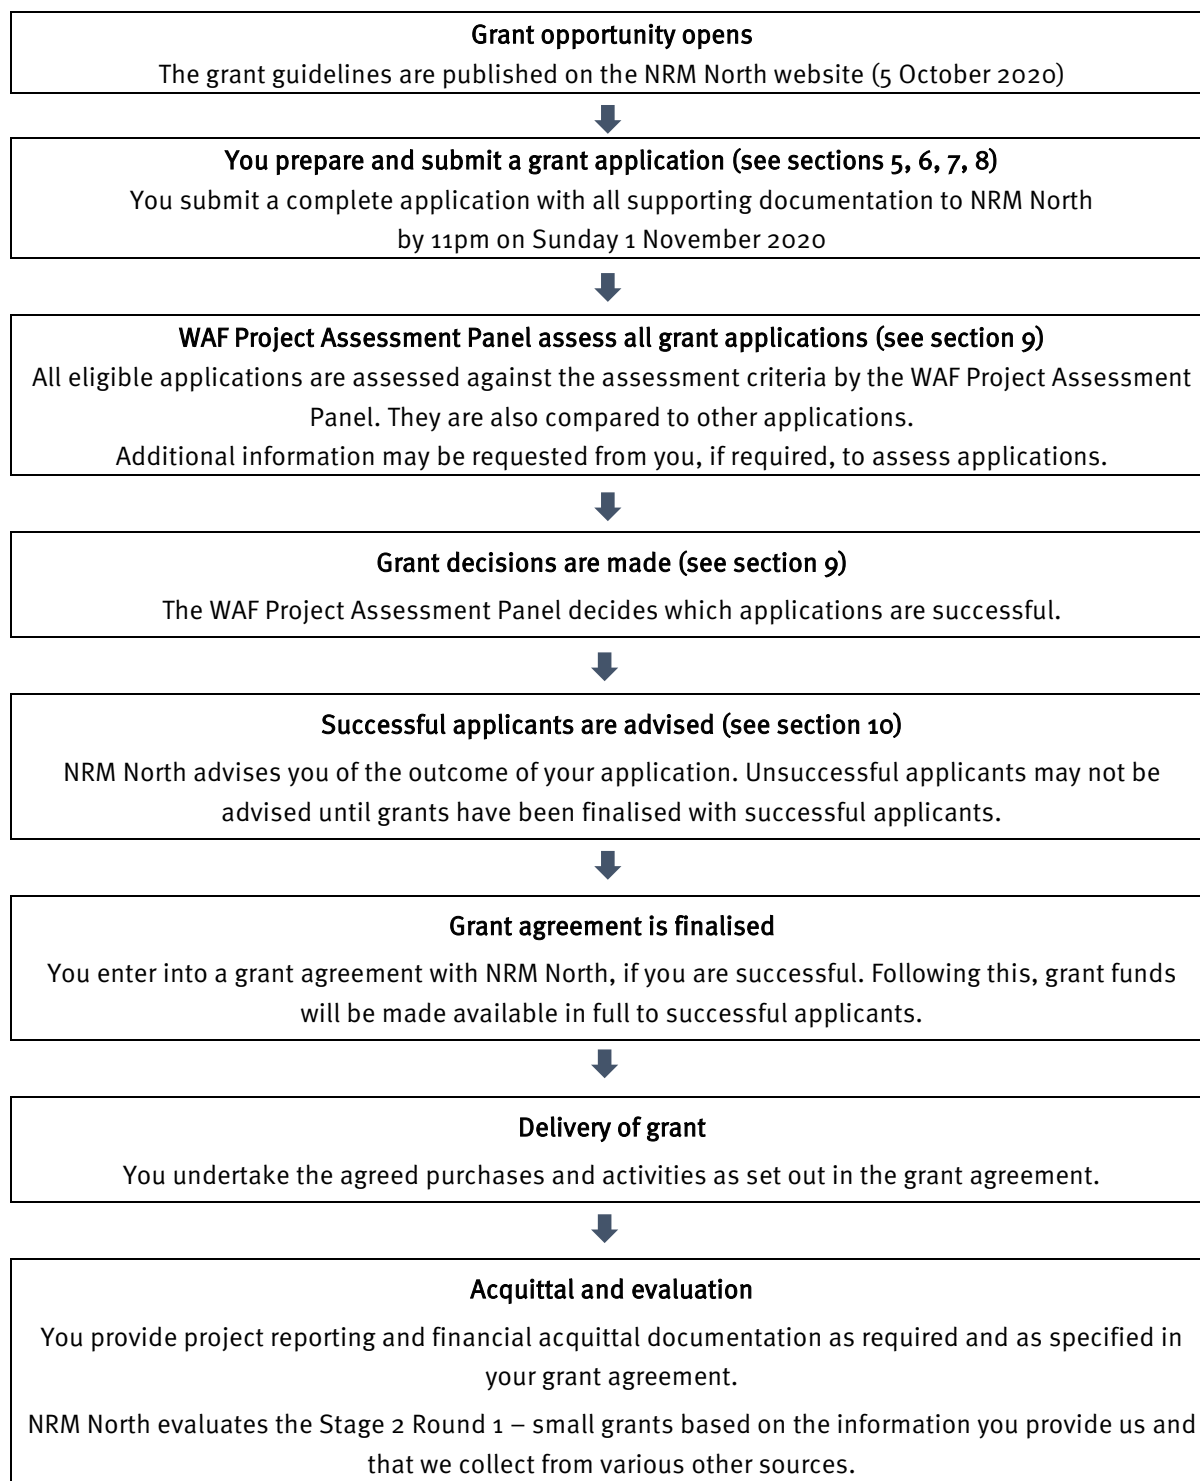 Grant opportunity opens
The grant guidelines are published on the NRM North website (5 October 2020)
You prepare and submit a grant application (see sections 5, 6, 7, 8)
You submit a complete application with all supporting documentation to NRM North
by 11pm on Sunday 1 November 2020
WAF Project Assessment Panel assess all grant applications (see section 9)
All eligible applications are assessed against the assessment criteria by the WAF Project Assessment
Panel. They are also compared to other applications.
Additional information may be requested from you, if required, to assess applications.
Grant decisions are made (see section 9)
The WAF Project Assessment Panel decides which applications are successful.
Successful applicants are advised (see section 10)
NRM North advises you of the outcome of your application. Unsuccessful applicants may not be
advised until grants have been finalised with successful applicants.
Grant agreement is finalised
You enter into a grant agreement with NRM North, if you are successful. Following this, grant funds
will be made available in full to successful applicants.
Delivery of grant
You undertake the agreed purchases and activities as set out in the grant agreement.
Acquittal and evaluation
You provide project reporting and financial acquittal documentation as required and as specified in
your grant agreement.
NRM North evaluates the Stage 2 Round 1 – small grants based on the information you provide us and
that we collect from various other sources.